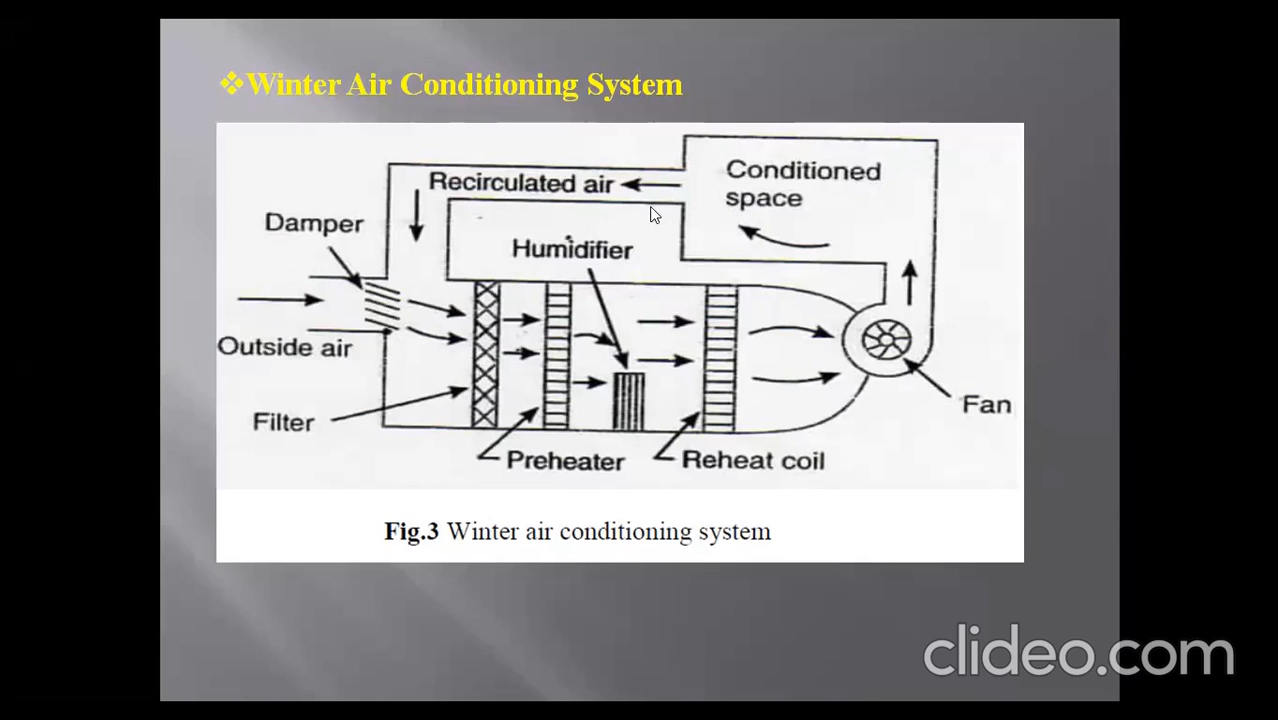 ❖Winter Air Conditioning System
Conditioned
space
Recirculated air
Damper
Humidifier
Outside air
Filter
Fan
Preheater
Reheat coil
Fig.3 Winter air conditioning system
clideo.com